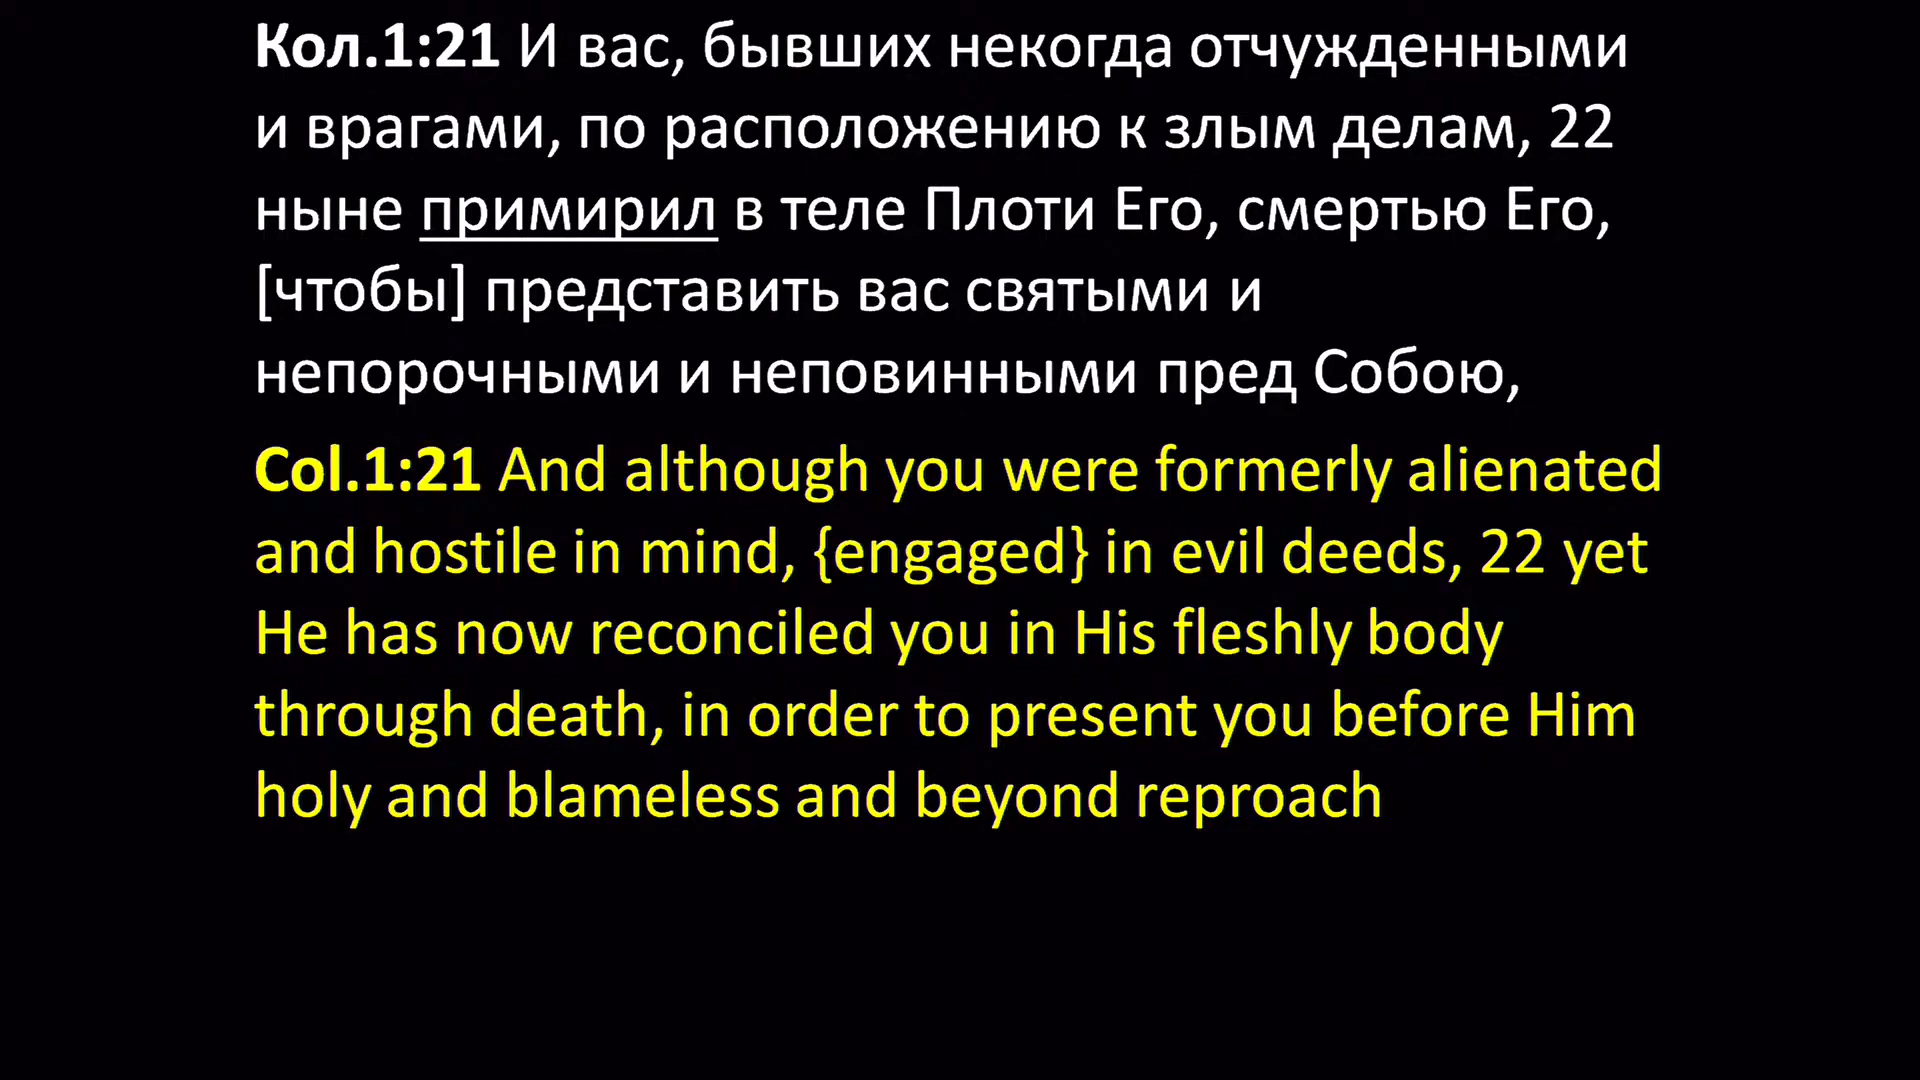 Кол.1:21 И вас, бывших некогда отчужденными
и врагами, по расположению к злым делам, 22
ныне примирил в теле Плоти Его, смертью Его,
[чтобы] представить вас святыми и
непорочными и неповинными пред Собою,
Col.1:21 And although you were formerly alienated
and hostile in mind, {engaged} in evil deeds, 22 yet
He has now reconciled you in His fleshly body
through death, in order to present you before Him
holy and blameless and beyond reproach